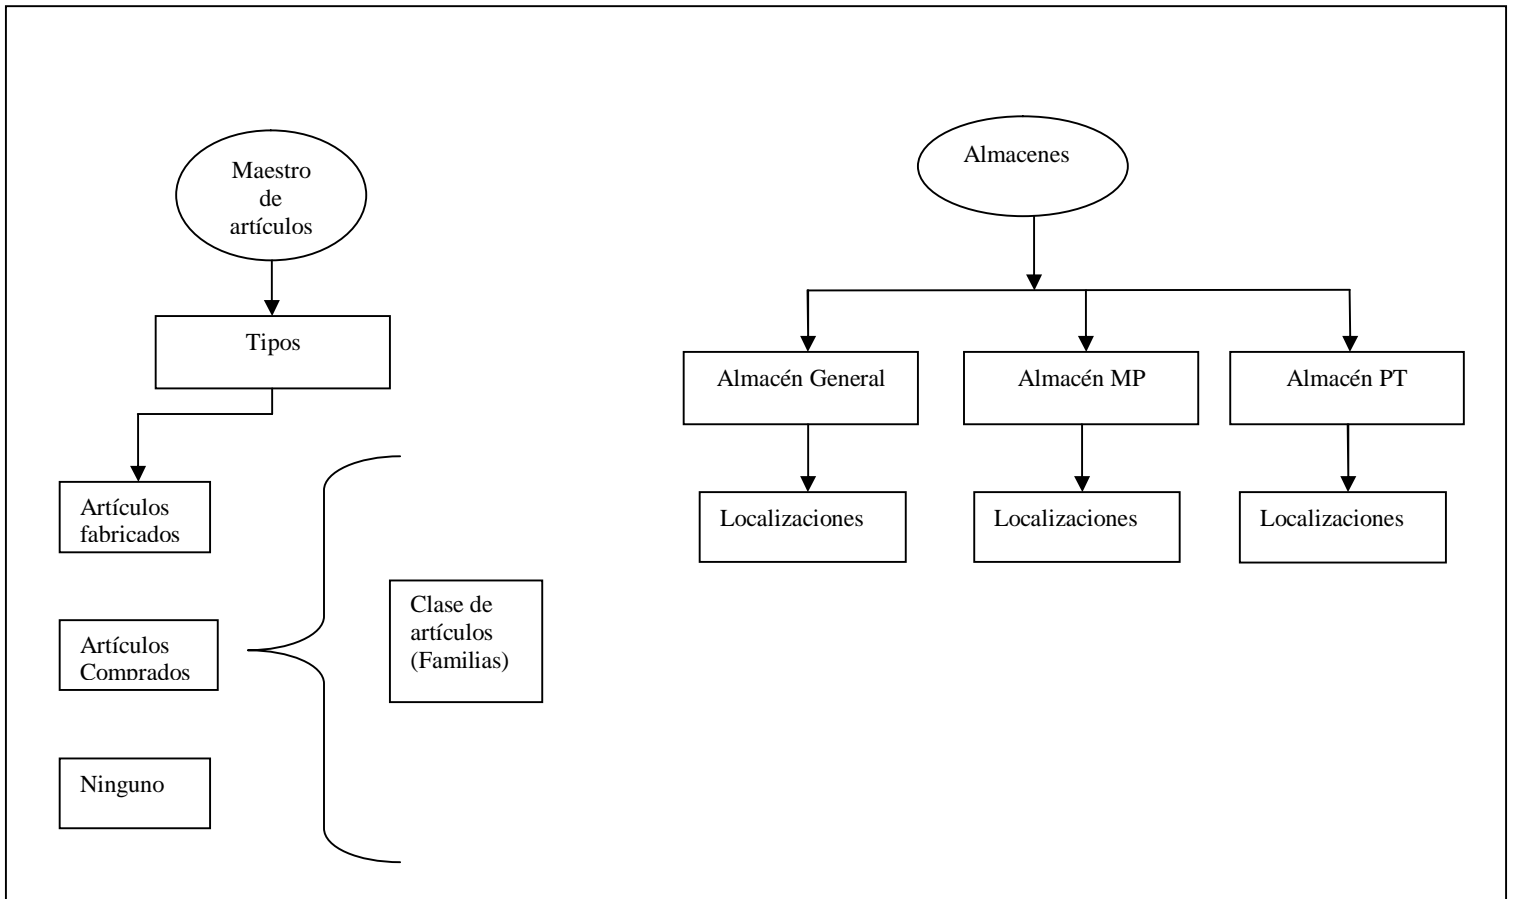 Maestro
de
artículos
Tipos
Artículos
fabricados
Artículos
Comprados
Ninguno
Clase de
artículos
(Familias)
Almacenes
Almacén General
Almacén MP
Almacén PT
Localizaciones
Localizaciones
Localizaciones